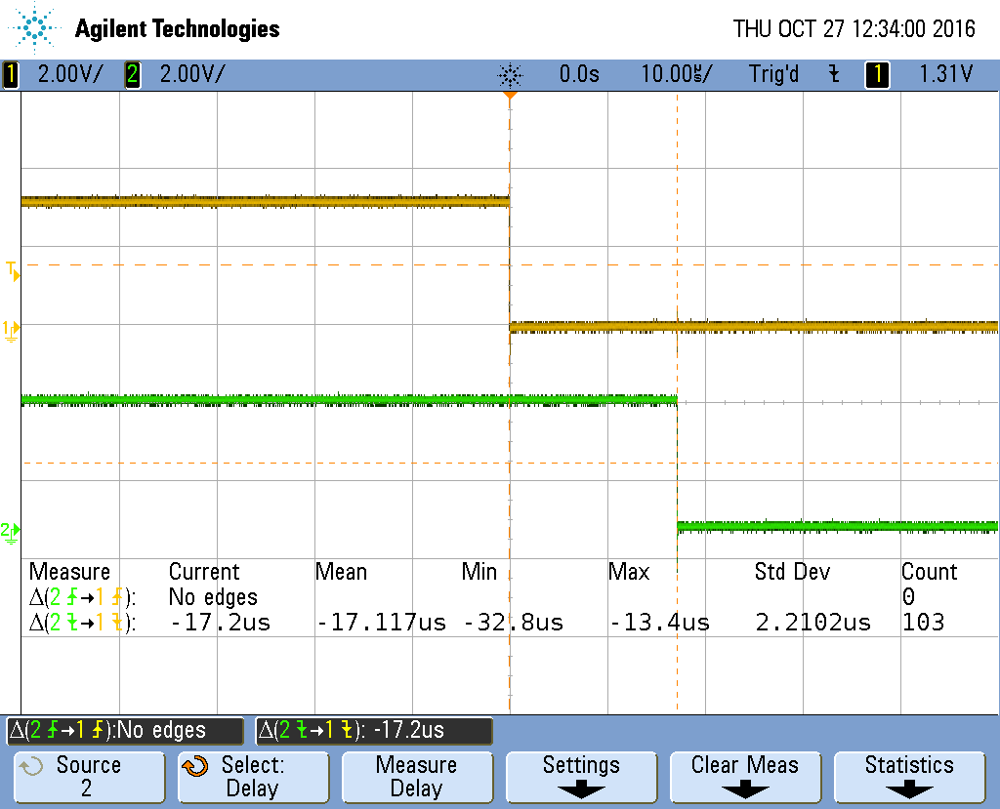 Agilent Technologies THU OCT 27 12:34:00 2016
1 2.00V/ 2 2.00V/ 0.0s 10.00us/ Trig'd 1 1.31V
T
1
2
Measure Current Mean Min Max Std Dev Count
Δ(2→1): No edges 0
Δ(2→1): -17.2us -17.117us -32.8us -13.4us 2.2102us 103
Δ(2→1):No edges Δ(2→1): -17.2us
Source Select: Measure Settings Clear Meas Statistics
2 Delay Delay